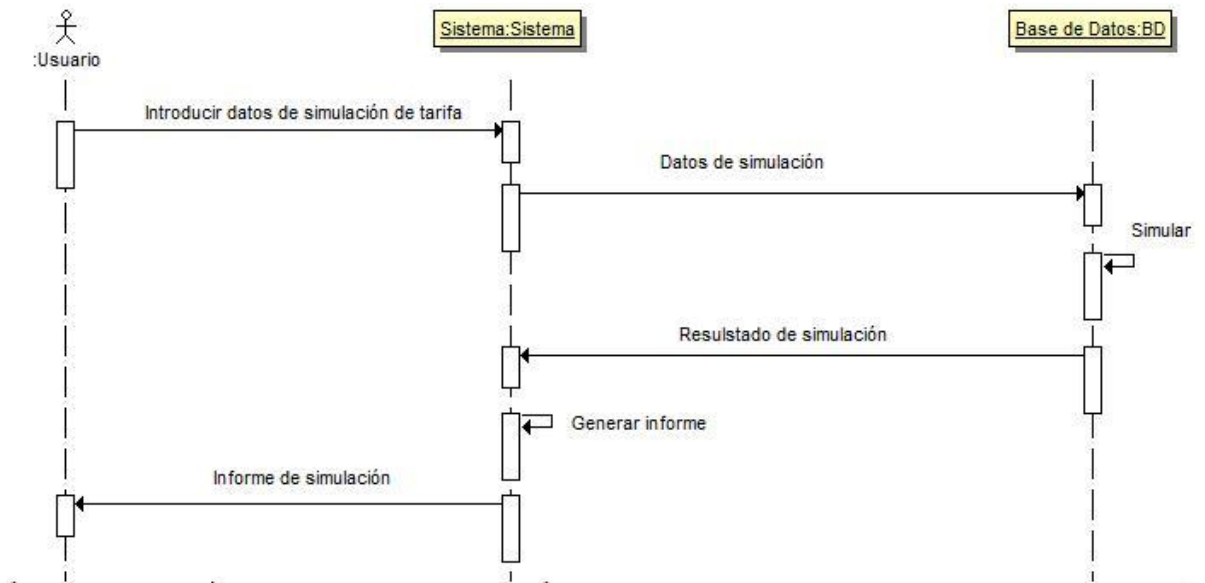 Sistema:Sistema
Base de Datos:BD
:Usuario
Introducir datos de simulación de tarifa
Datos de simulación
Simular
Resulstado de simulación
Generar informe
Informe de simulación